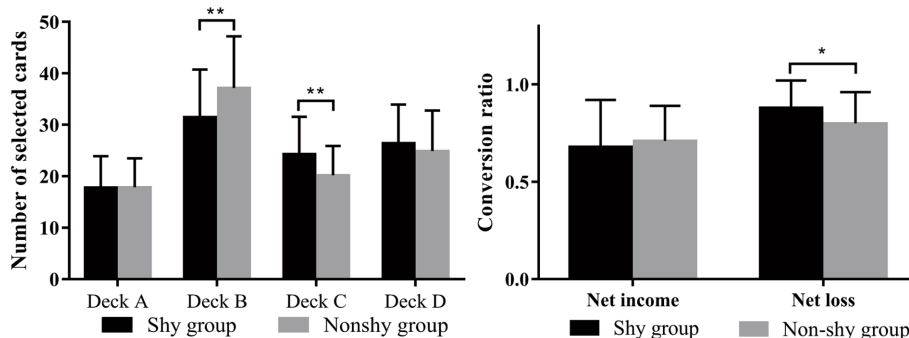 Number of selected cards
50
40
30
20
10
0
**
**
Deck A Deck B Deck C Deck D
Shy group Nonshy group
Conversion ratio
1.0
0.5
0.0
*
Net income Net loss
Shy group Non-shy group